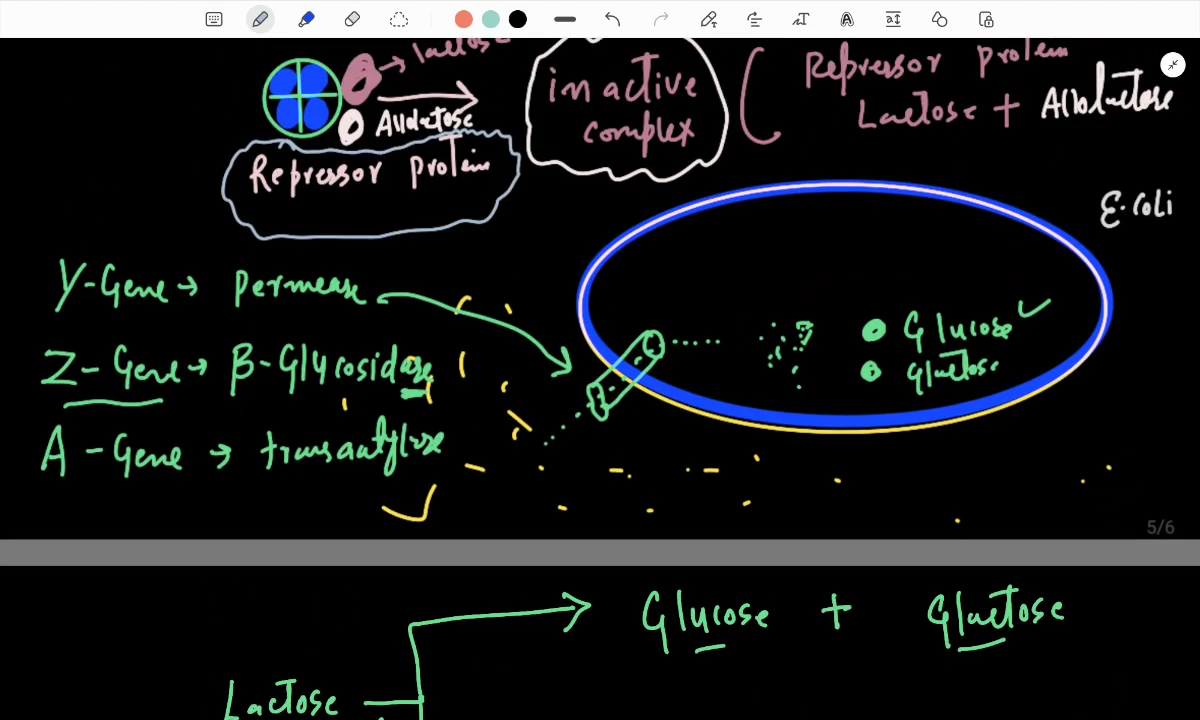 lactose
Allolactose
Repressor protein
inactive
complex
Repressor protein
Lactose + Allolactose
E.coli
Y-Gene → permease
Z-Gene → β-Glycosidase
A-Gene → transacetylase
Glucose ✓
Glactose
5/6
Glucose + Glactose
Lactose